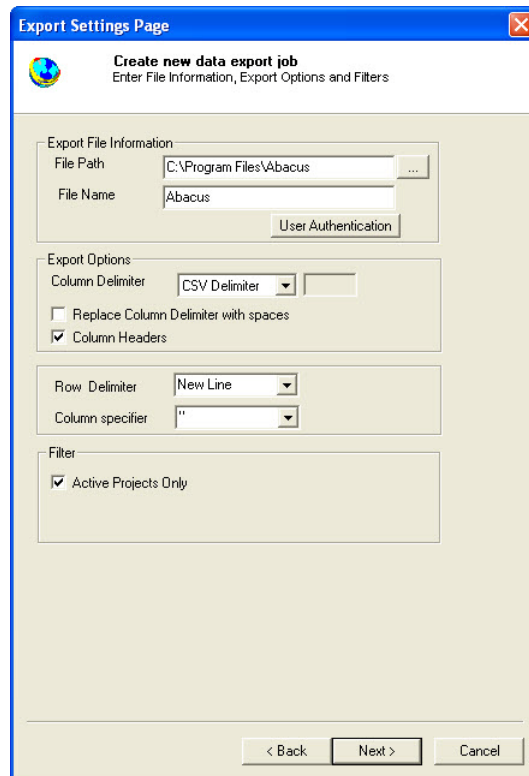 Export Settings Page
Create new data export job
Enter File Information, Export Options and Filters
Export File Information
File Path C:\Program Files\Abacus ...
File Name Abacus
User Authentication
Export Options
Column Delimiter CSV Delimiter
Replace Column Delimiter with spaces
Column Headers
Row Delimiter New Line
Column specifier "
Filter
Active Projects Only
< Back Next > Cancel